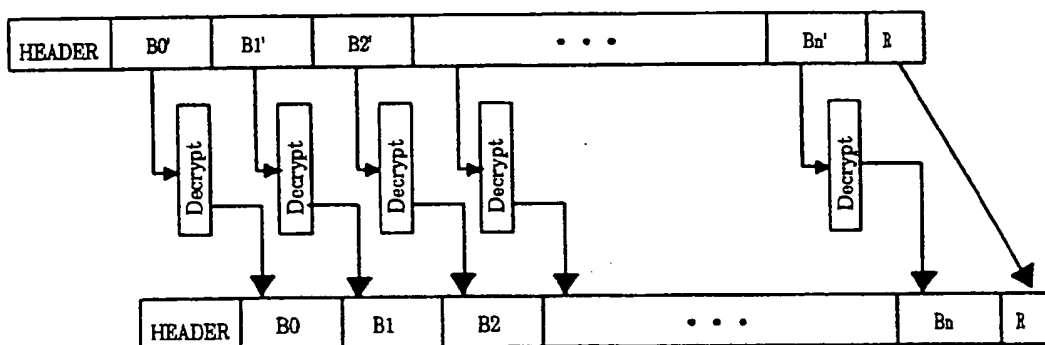 HEADER B0' B1' B2' • • • Bn' R
Decrypt Decrypt Decrypt Decrypt Decrypt
HEADER B0 B1 B2 • • • Bn R